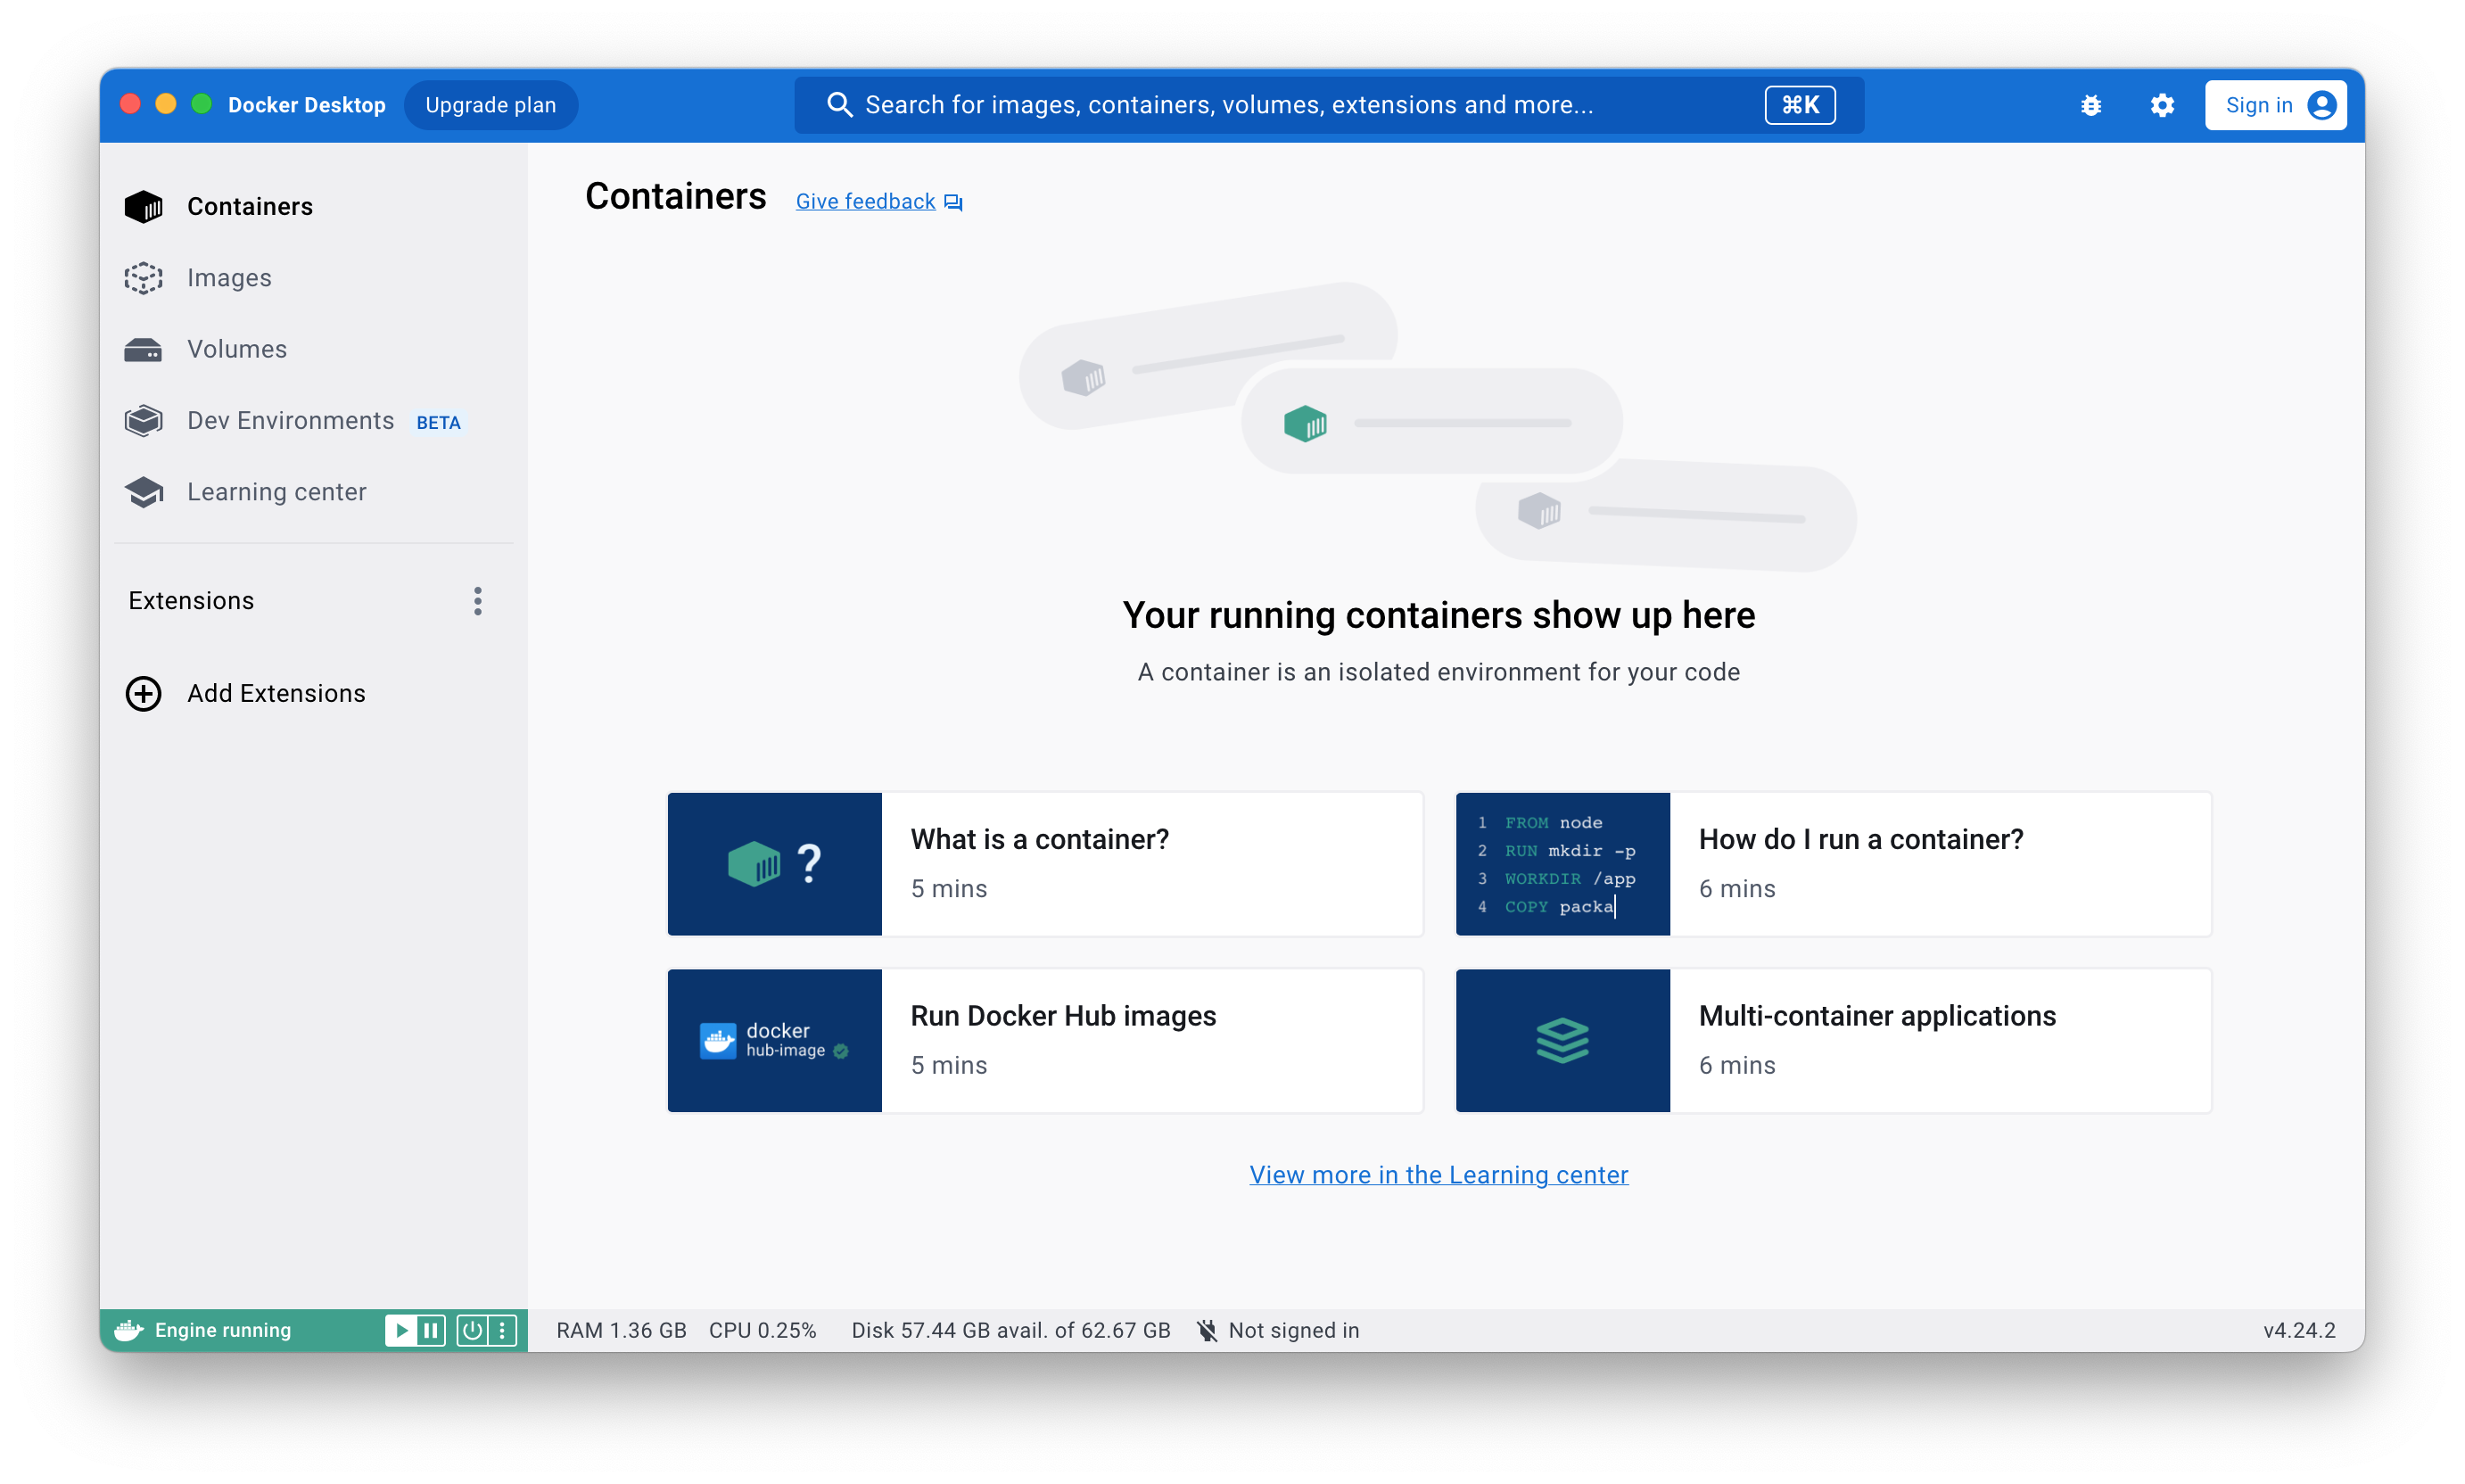 Docker Desktop
Upgrade plan
Search for images, containers, volumes, extensions and more...
⌘K
Sign in
Containers
Images
Volumes
Dev Environments BETA
Learning center
Extensions
Add Extensions
Containers
Give feedback
Your running containers show up here
A container is an isolated environment for your code
?
What is a container?
5 mins
1 FROM node
2 RUN mkdir -p
3 WORKDIR /app
4 COPY packa
How do I run a container?
6 mins
docker
hub-image
Run Docker Hub images
5 mins
Multi-container applications
6 mins
View more in the Learning center
Engine running
RAM 1.36 GB CPU 0.25% Disk 57.44 GB avail. of 62.67 GB Not signed in
v4.24.2